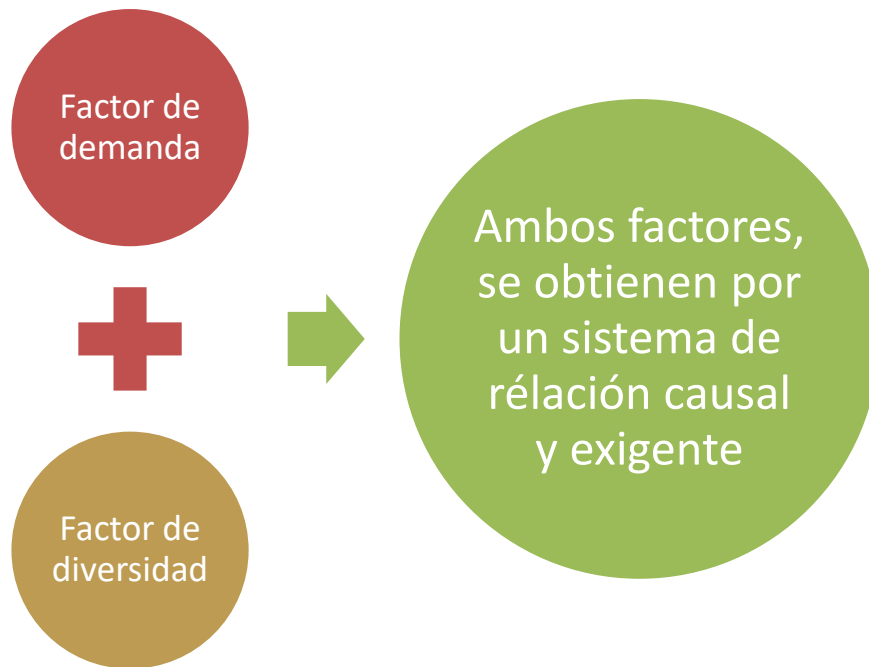 Factor de
demanda
Factor de
diversidad
Ambos factores,
se obtienen por
un sistema de
rélación causal
y exigente